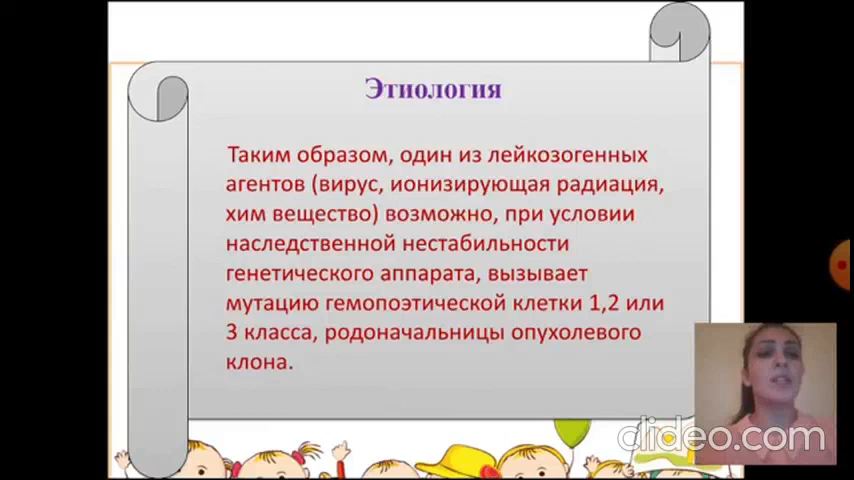 Этиология
Таким образом, один из лейкозогенных
агентов (вирус, ионизирующая радиация,
хим вещество) возможно, при условии
наследственной нестабильности
генетического аппарата, вызывает
мутацию гемопоэтической клетки 1,2 или
3 класса, родоначальницы опухолевого
клона.
clideo.com